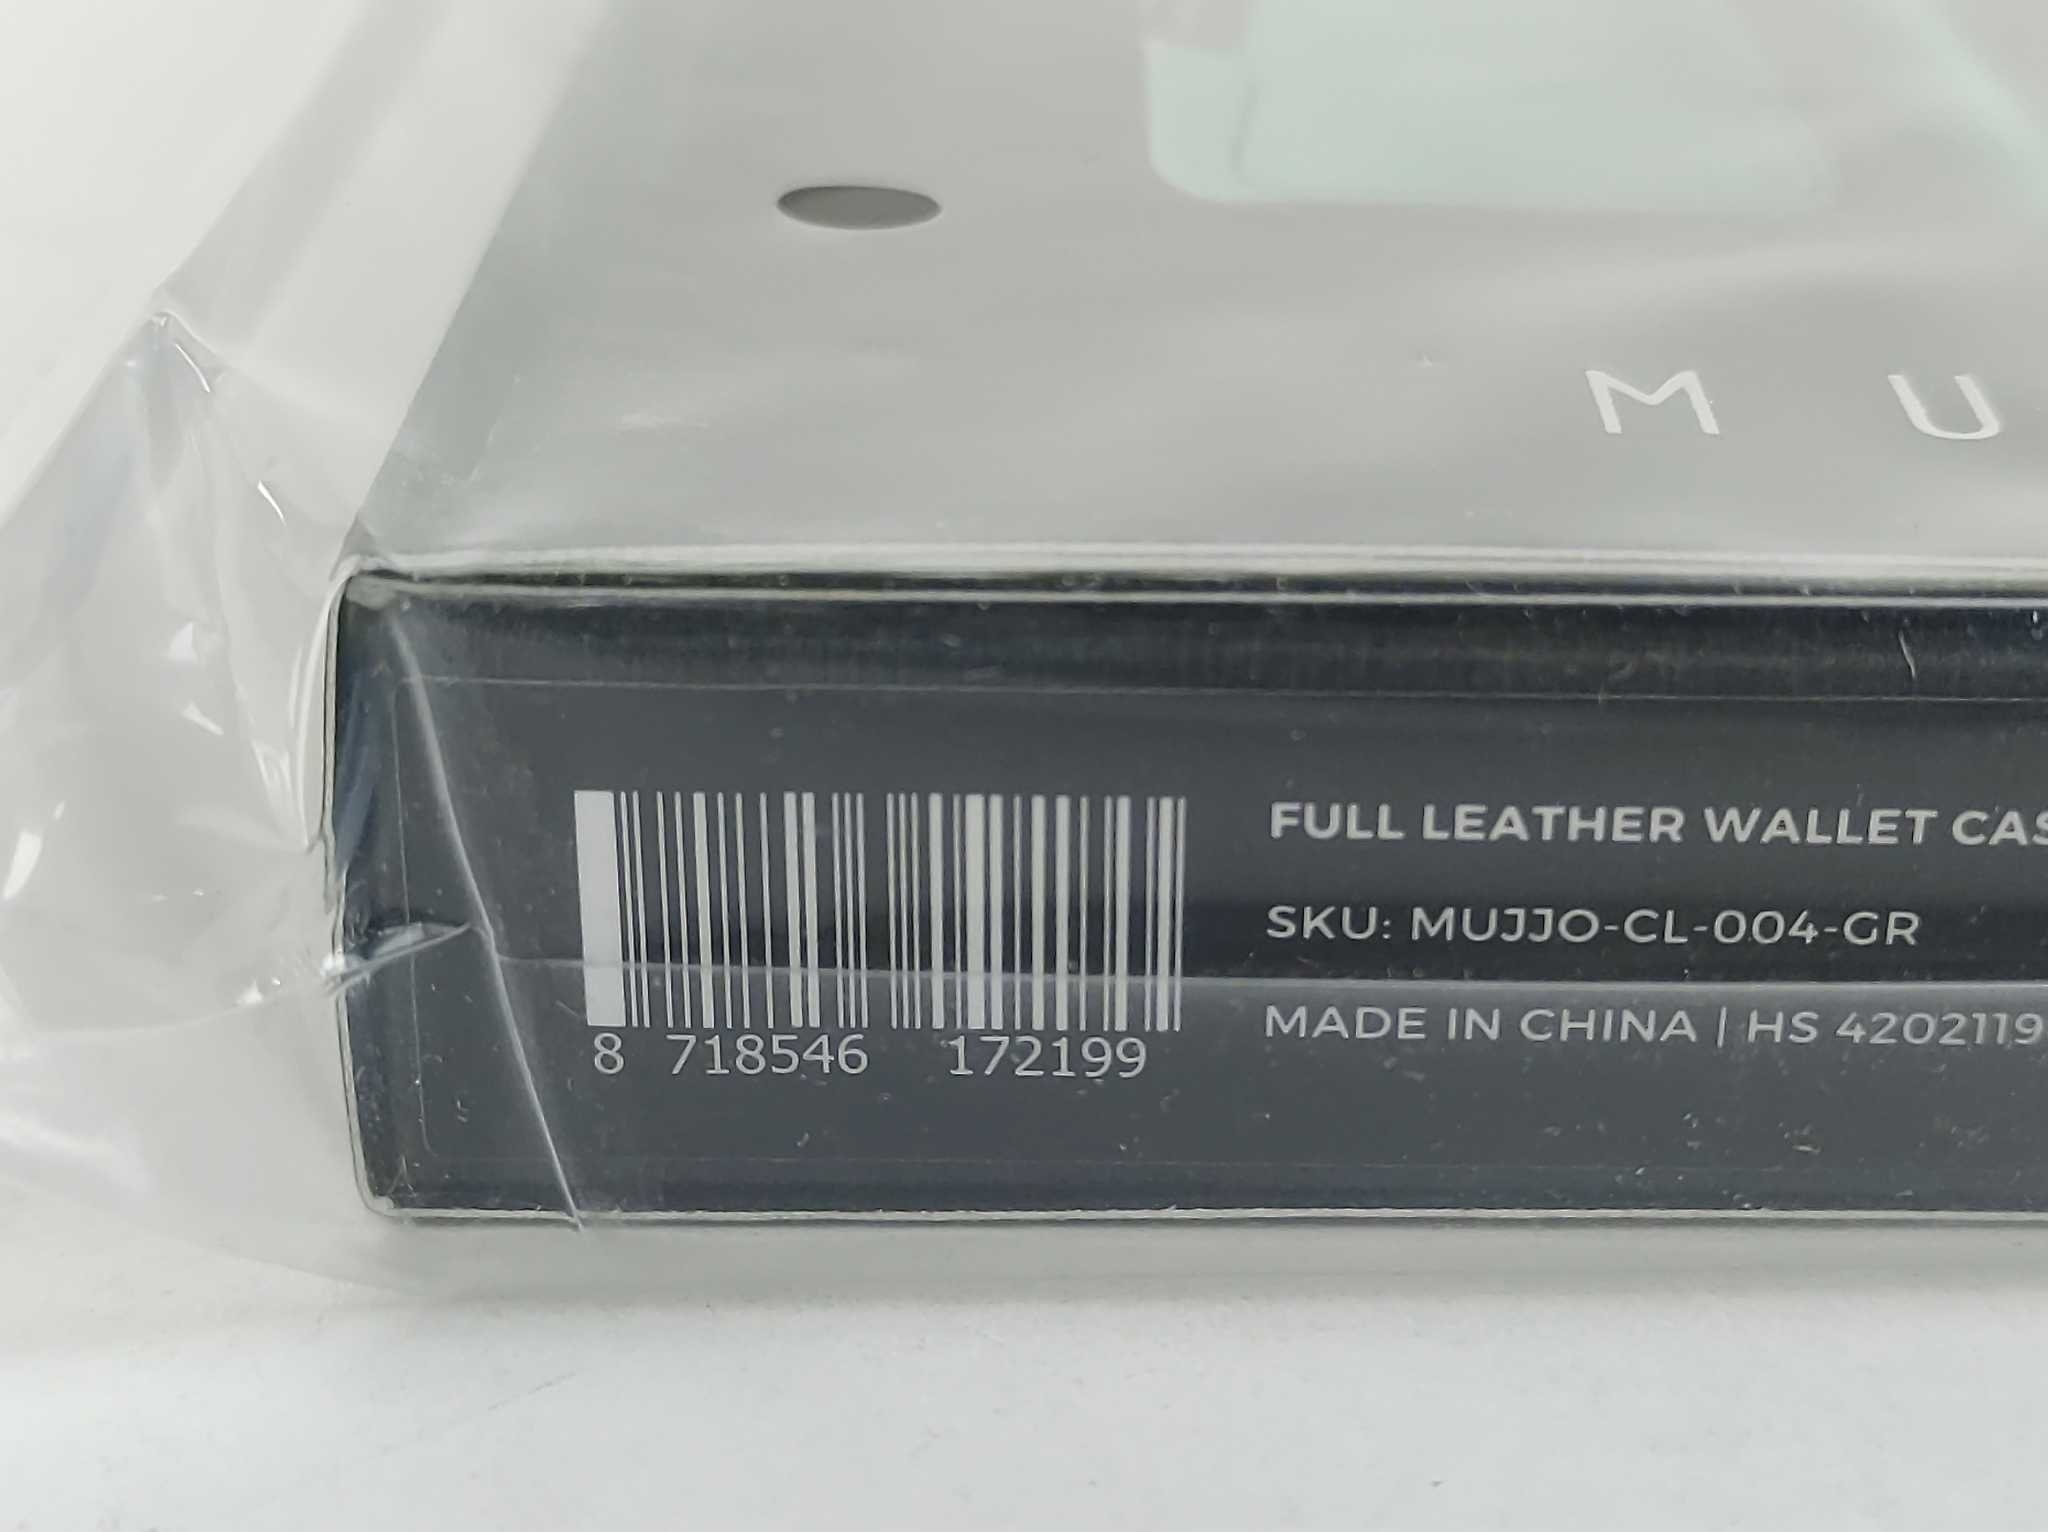 M U
FULL LEATHER WALLET CAS
SKU: MUJJO-CL-004-GR
MADE IN CHINA | HS 4202119
8 718546 172199